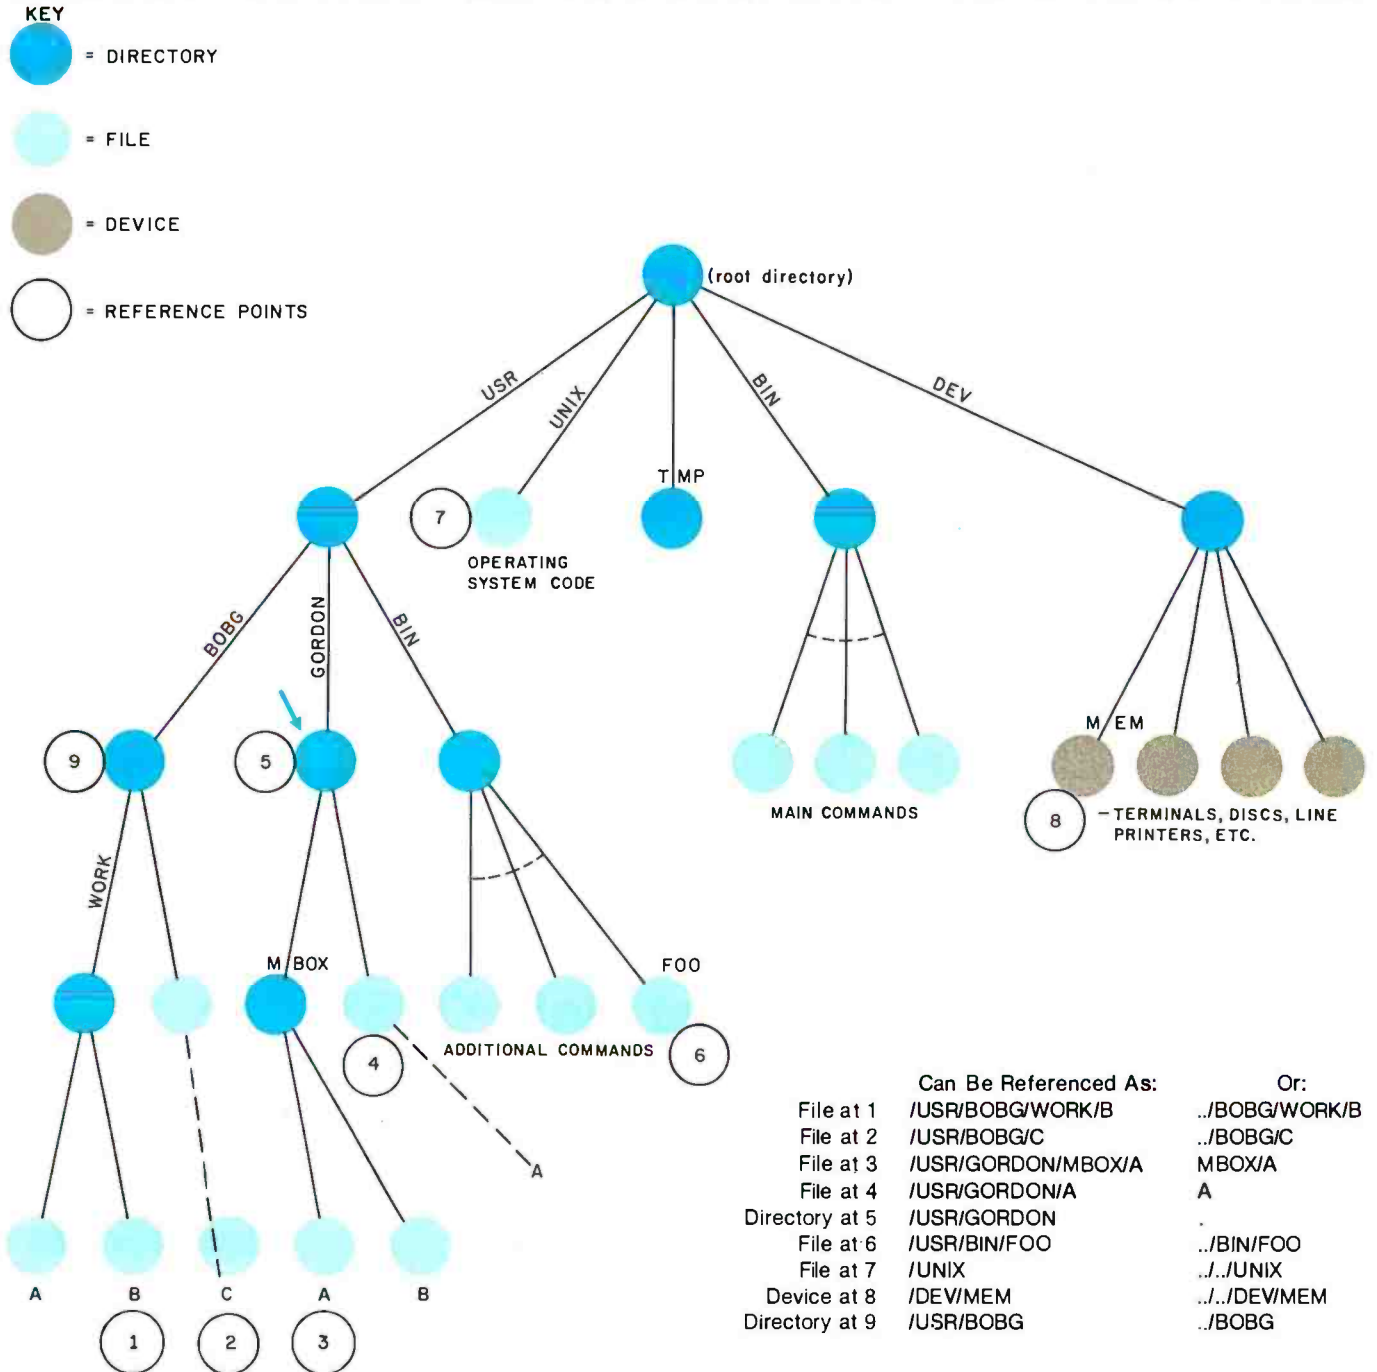 KEY
= DIRECTORY
= FILE
= DEVICE
= REFERENCE POINTS
(root directory)
USR
UNIX
BIN
DEV
TMP
7
OPERATING
SYSTEM CODE
BOBG
GORDON
BIN
9
5
MEM
MAIN COMMANDS
8
– TERMINALS, DISCS, LINE
PRINTERS, ETC.
WORK
MBOX
FOO
4
ADDITIONAL COMMANDS
6
A
A
B
C
A
B
1
2
3
Can Be Referenced As: Or:
File at 1 /USR/BOBG/WORK/B ../BOBG/WORK/B
File at 2 /USR/BOBG/C ../BOBG/C
File at 3 /USR/GORDON/MBOX/A MBOX/A
File at 4 /USR/GORDON/A A
Directory at 5 /USR/GORDON .
File at 6 /USR/BIN/FOO ../BIN/FOO
File at 7 /UNIX ../../UNIX
Device at 8 /DEV/MEM ../../DEV/MEM
Directory at 9 /USR/BOBG ../BOBG